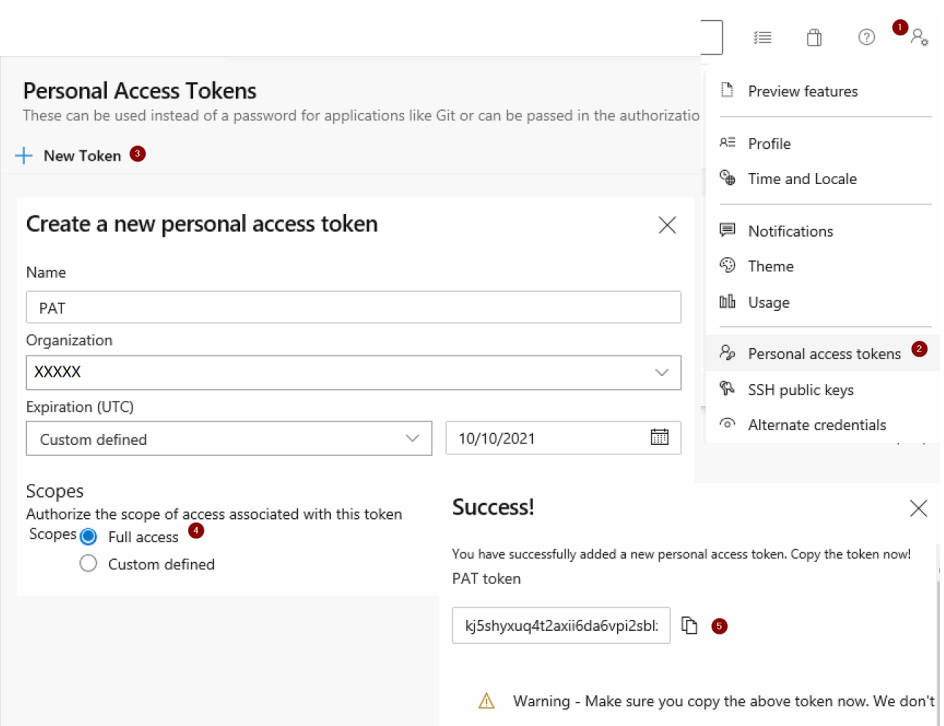 1
Personal Access Tokens
These can be used instead of a password for applications like Git or can be passed in the authorizatio
+ New Token 3
Create a new personal access token
Name
PAT
Organization
XXXXX
Expiration (UTC)
Custom defined
10/10/2021
Scopes
Authorize the scope of access associated with this token
Scopes
Full access 4
Custom defined
Preview features
Profile
Time and Locale
Notifications
Theme
Usage
Personal access tokens 2
SSH public keys
Alternate credentials
Success!
You have successfully added a new personal access token. Copy the token now!
PAT token
kj5shyxuq4t2axii6da6vpi2sbl:
5
Warning - Make sure you copy the above token now. We don't